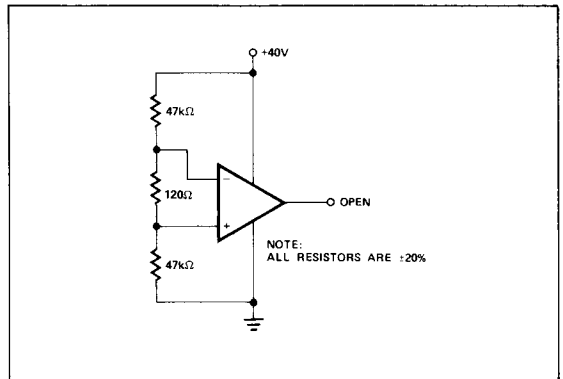 +40V
47kΩ
120Ω
−
+
OPEN
47kΩ
NOTE:
ALL RESISTORS ARE ±20%